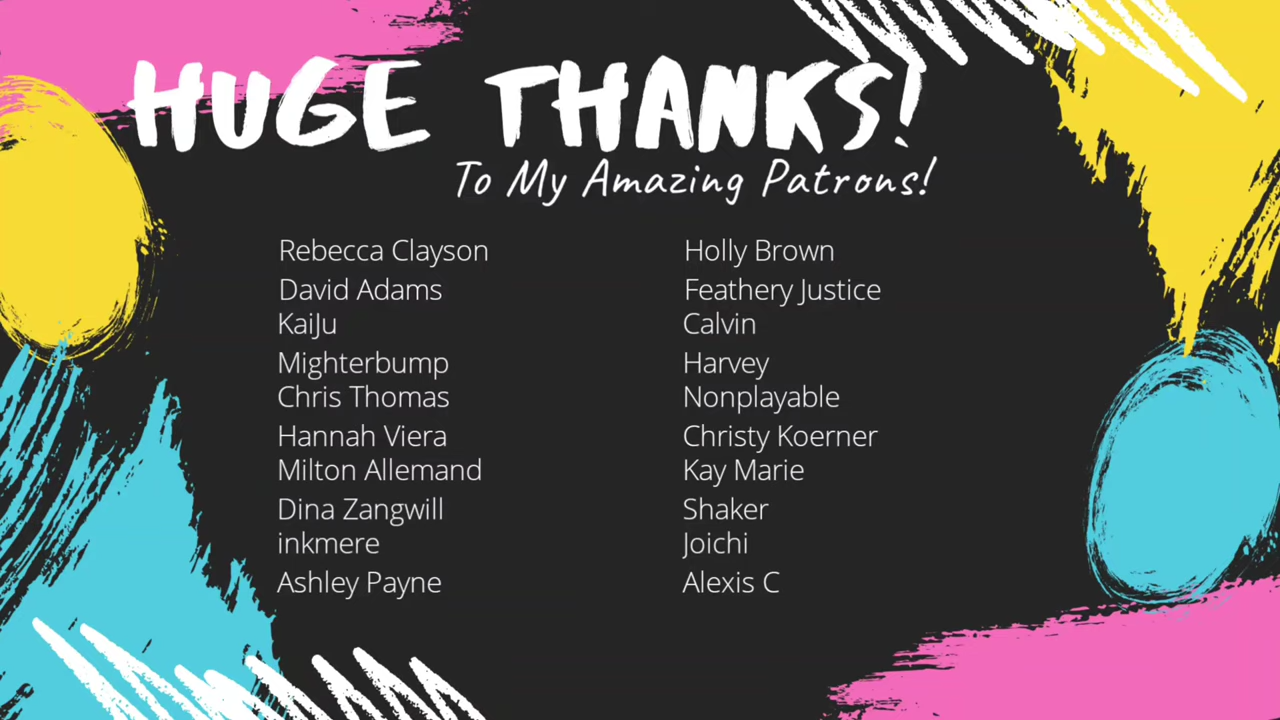 HUGE THANKS!
To My Amazing Patrons!
Rebecca Clayson
David Adams
KaiJu
Mighterbump
Chris Thomas
Hannah Viera
Milton Allemand
Dina Zangwill
inkmere
Ashley Payne
Holly Brown
Feathery Justice
Calvin
Harvey
Nonplayable
Christy Koerner
Kay Marie
Shaker
Joichi
Alexis C